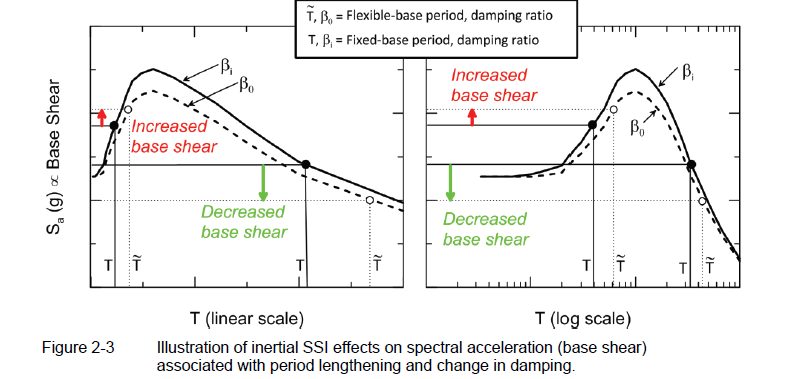 T̃, β₀ = Flexible-base period, damping ratio
T, βᵢ = Fixed-base period, damping ratio
Sₐ (g) ∝ Base Shear
βᵢ
β₀
Increased
base shear
Decreased
base shear
T T̃ T T̃
T (linear scale)
Increased
base shear
βᵢ
β₀
Decreased
base shear
T T̃ T T̃
T (log scale)
Figure 2-3 Illustration of inertial SSI effects on spectral acceleration (base shear)
associated with period lengthening and change in damping.